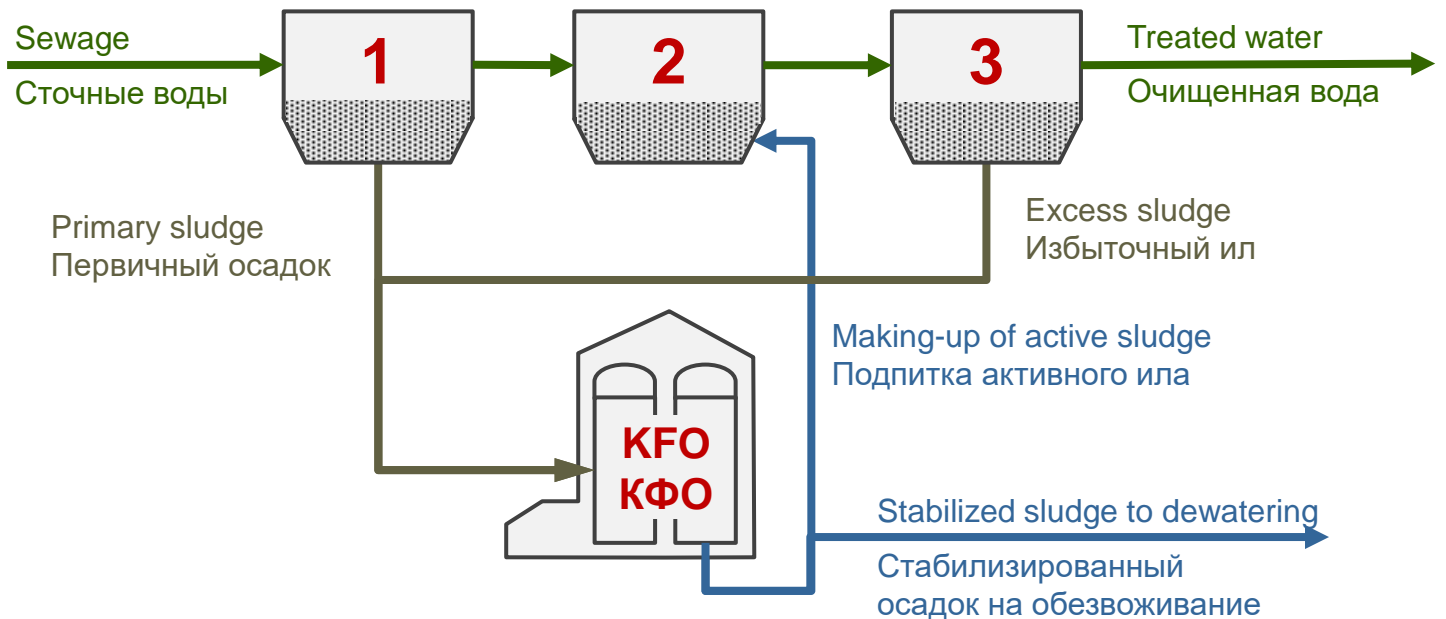 Sewage
Сточные воды
1
2
3
Treated water
Очищенная вода
Primary sludge
Первичный осадок
Excess sludge
Избыточный ил
Making-up of active sludge
Подпитка активного ила
KFO
КФО
Stabilized sludge to dewatering
Стабилизированный
осадок на обезвоживание